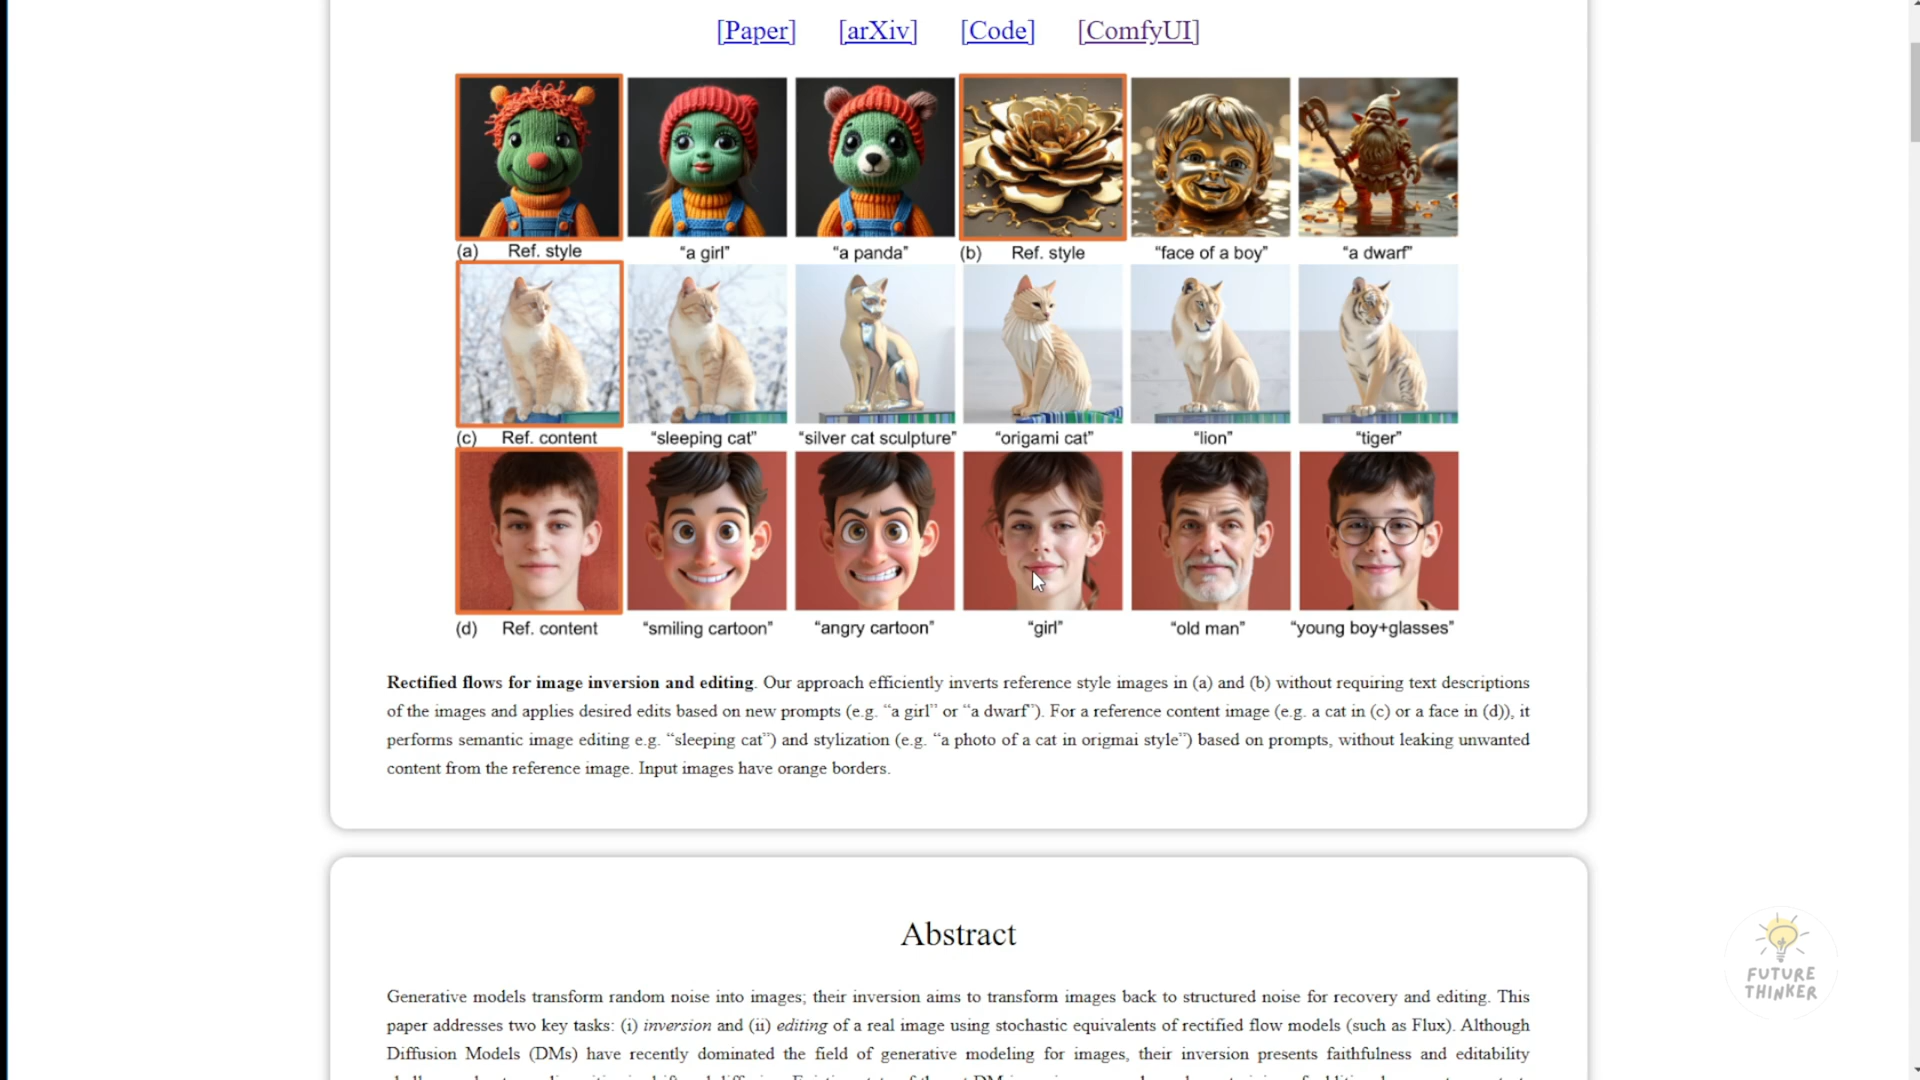 [Paper] [arXiv] [Code] [ComfyUI]
(a) Ref. style “a girl” “a panda” (b) Ref. style “face of a boy” “a dwarf”
(c) Ref. content “sleeping cat” “silver cat sculpture” “origami cat” “lion” “tiger”
(d) Ref. content “smiling cartoon” “angry cartoon” “girl” “old man” “young boy+glasses”
Rectified flows for image inversion and editing. Our approach efficiently inverts reference style images in (a) and (b) without requiring text descriptions
of the images and applies desired edits based on new prompts (e.g. “a girl” or “a dwarf”). For a reference content image (e.g. a cat in (c) or a face in (d)), it
performs semantic image editing e.g. “sleeping cat”) and stylization (e.g. “a photo of a cat in origmai style”) based on prompts, without leaking unwanted
content from the reference image. Input images have orange borders.
Abstract
Generative models transform random noise into images; their inversion aims to transform images back to structured noise for recovery and editing. This
paper addresses two key tasks: (i) inversion and (ii) editing of a real image using stochastic equivalents of rectified flow models (such as Flux). Although
Diffusion Models (DMs) have recently dominated the field of generative modeling for images, their inversion presents faithfulness and editability
FUTURE
THINKER